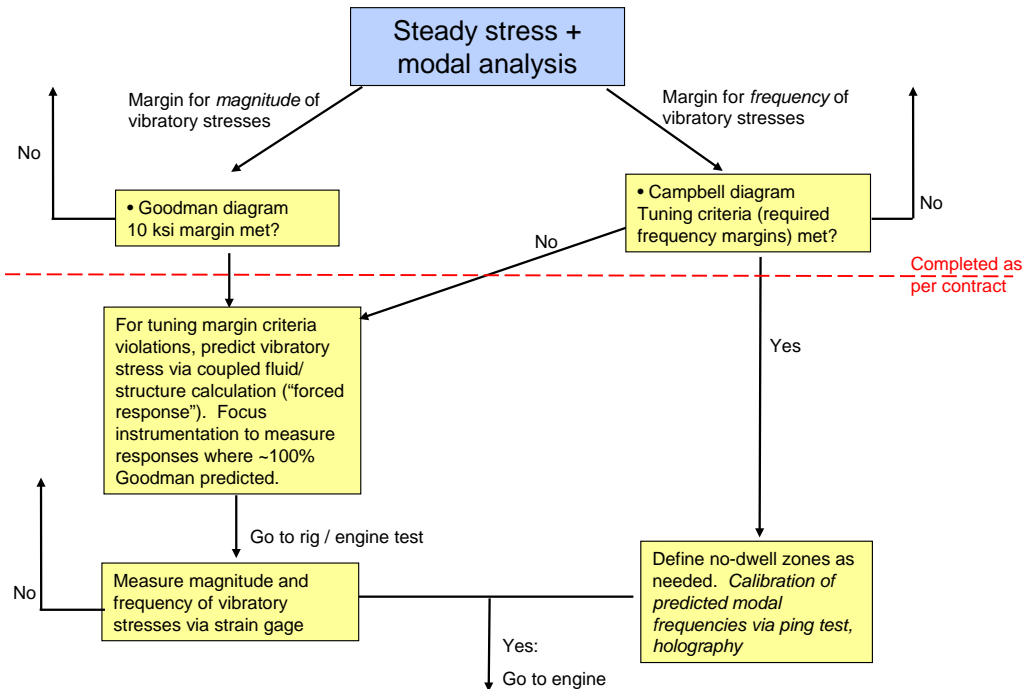 Steady stress +
modal analysis
Margin for magnitude of
vibratory stresses
Margin for frequency of
vibratory stresses
No
No
• Goodman diagram
10 ksi margin met?
• Campbell diagram
Tuning criteria (required
frequency margins) met?
No
Completed as
per contract
For tuning margin criteria
violations, predict vibratory
stress via coupled fluid/
structure calculation (“forced
response”). Focus
instrumentation to measure
responses where ~100%
Goodman predicted.
Yes
Go to rig / engine test
No
Measure magnitude and
frequency of vibratory
stresses via strain gage
Define no-dwell zones as
needed. Calibration of
predicted modal
frequencies via ping test,
holography
Yes:
Go to engine